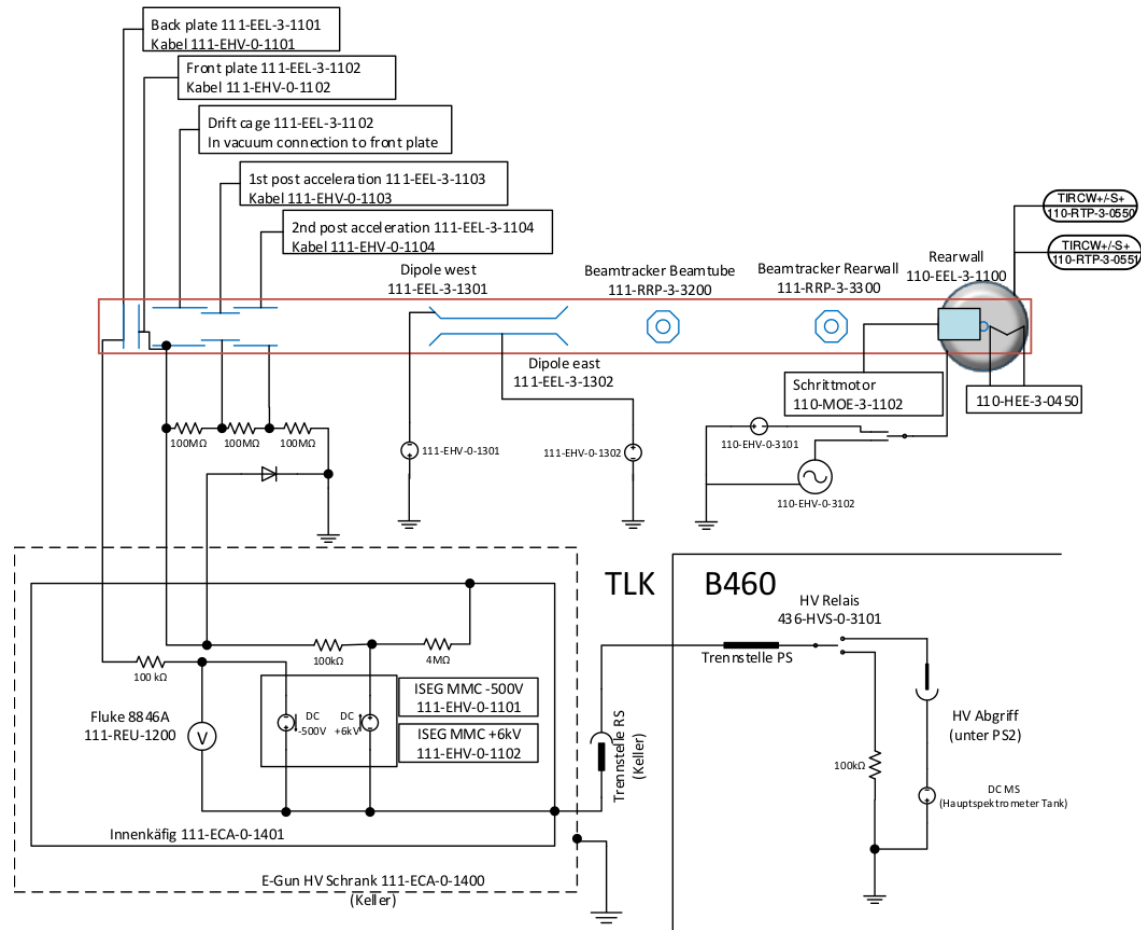 Back plate 111-EEL-3-1101
Kabel 111-EHV-0-1101
Front plate 111-EEL-3-1102
Kabel 111-EHV-0-1102
Drift cage 111-EEL-3-1102
In vacuum connection to front plate
1st post acceleration 111-EEL-3-1103
Kabel 111-EHV-0-1103
2nd post acceleration 111-EEL-3-1104
Kabel 111-EHV-0-1104
TIRCW+/-S+
110-RTP-3-0550
TIRCW+/-S+
110-RTP-3-0551
Dipole west
111-EEL-3-1301
Beamtracker Beamtube
111-RRP-3-3200
Beamtracker Rearwall
111-RRP-3-3300
Rearwall
110-EEL-3-1100
Dipole east
111-EEL-3-1302
Schrittmotor
110-MOE-3-1102
110-HEE-3-0450
100MΩ
100MΩ
100MΩ
111-EHV-0-1301
111-EHV-0-1302
110-EHV-0-3101
110-EHV-0-3102
TLK
B460
HV Relais
436-HVS-0-3101
Trennstelle PS
100 kΩ
100kΩ
4MΩ
Fluke 8846A
111-REU-1200
V
DC
-500V
DC
+6kV
ISEG MMC -500V
111-EHV-0-1101
ISEG MMC +6kV
111-EHV-0-1102
Trennstelle RS
(Keller)
HV Abgriff
(unter PS2)
100kΩ
DC MS
(Hauptspektrometer Tank)
Innenkäfig 111-ECA-0-1401
E-Gun HV Schrank 111-ECA-0-1400
(Keller)